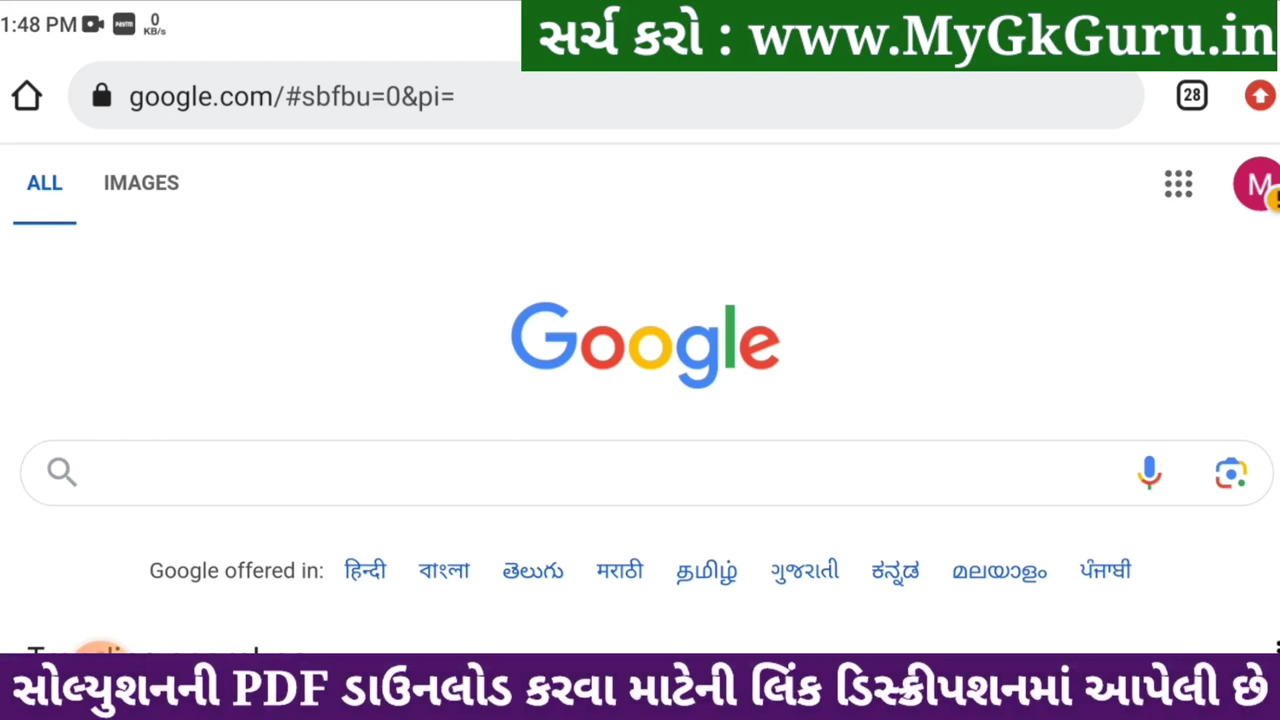 1:48 PM
Paytm
0
KB/s
સર્ચ કરો : www.MyGkGuru.in
google.com/#sbfbu=0&pi=
28
ALL IMAGES
M
Google
Google offered in: हिन्दी বাংলা తెలుగు मराठी தமிழ் ગુજરાતી ಕನ್ನಡ മലയാളം ਪੰਜਾਬੀ
સોલ્યુશનની PDF ડાઉનલોડ કરવા માટેની લિંક ડિસ્ક્રીપશનમાં આપેલી છે